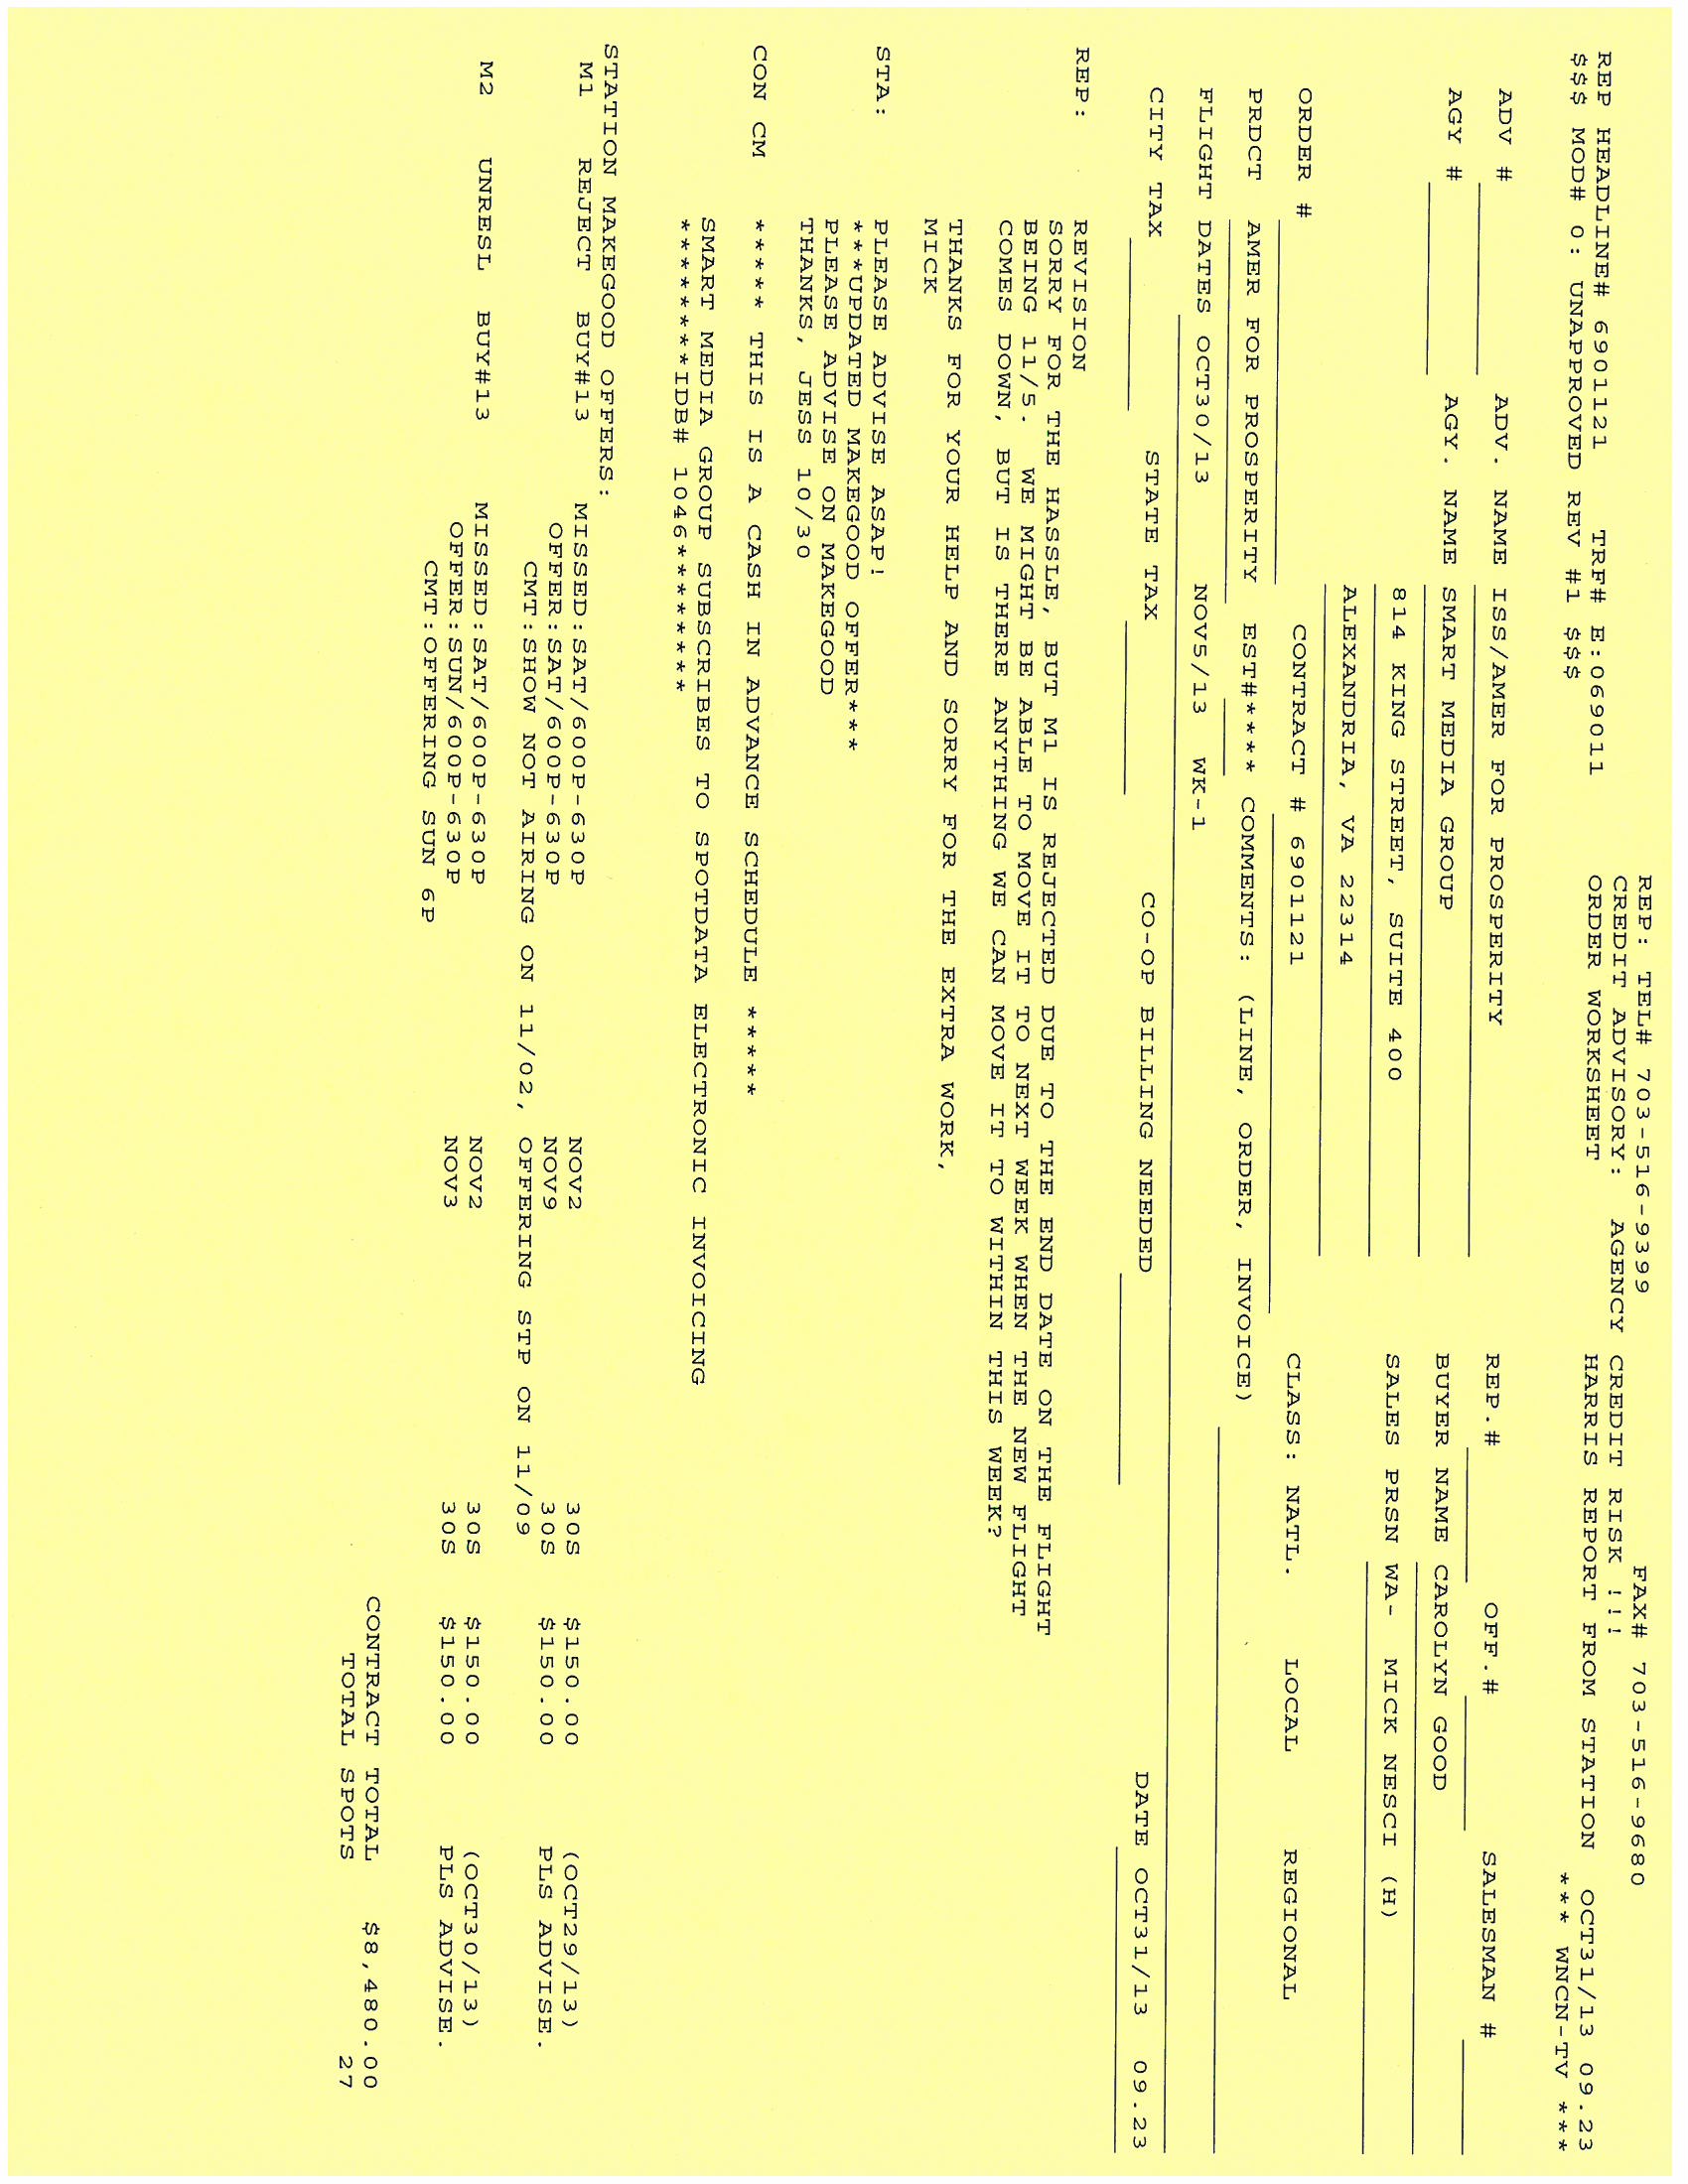 REP: TEL# 703-516-9399 FAX# 703-516-9680
CREDIT ADVISORY: AGENCY CREDIT RISK !!!
REP HEADLINE# 6901121 TRF# E:069011 ORDER WORKSHEET HARRIS REPORT FROM STATION OCT31/13 09.23
$$$ MOD# 0: UNAPPROVED REV #1 $$$ *** WNCN-TV ***
ADV # ADV. NAME ISS/AMER FOR PROSPERITY REP.# OFF.# SALESMAN #
AGY # AGY. NAME SMART MEDIA GROUP BUYER NAME CAROLYN GOOD
814 KING STREET, SUITE 400 SALES PRSN WA- MICK NESCI (H)
ALEXANDRIA, VA 22314
ORDER # CONTRACT # 6901121 CLASS: NATL. LOCAL REGIONAL
PRDCT AMER FOR PROSPERITY EST#**** COMMENTS: (LINE, ORDER, INVOICE)
FLIGHT DATES OCT30/13 NOV5/13 WK-1
CITY TAX STATE TAX CO-OP BILLING NEEDED DATE OCT31/13 09.23
REP: REVISION
SORRY FOR THE HASSLE, BUT M1 IS REJECTED DUE TO THE END DATE ON THE FLIGHT
BEING 11/5. WE MIGHT BE ABLE TO MOVE IT TO NEXT WEEK WHEN THE NEW FLIGHT
COMES DOWN, BUT IS THERE ANYTHING WE CAN MOVE IT TO WITHIN THIS WEEK?
THANKS FOR YOUR HELP AND SORRY FOR THE EXTRA WORK,
MICK
STA: PLEASE ADVISE ASAP!
***UPDATED MAKEGOOD OFFER***
PLEASE ADVISE ON MAKEGOOD
THANKS, JESS 10/30
CON CM ***** THIS IS A CASH IN ADVANCE SCHEDULE *****
SMART MEDIA GROUP SUBSCRIBES TO SPOTDATA ELECTRONIC INVOICING
********IDB# 1046********
STATION MAKEGOOD OFFERS:
M1 REJECT BUY#13 MISSED:SAT/600P-630P NOV2 30S $150.00 (OCT29/13)
OFFER:SAT/600P-630P NOV9 30S $150.00 PLS ADVISE.
CMT:SHOW NOT AIRING ON 11/02, OFFERING STP ON 11/09
M2 UNRESL BUY#13 MISSED:SAT/600P-630P NOV2 30S $150.00 (OCT30/13)
OFFER:SUN/600P-630P NOV3 30S $150.00 PLS ADVISE.
CMT:OFFERING SUN 6P
CONTRACT TOTAL $8,480.00
TOTAL SPOTS 27